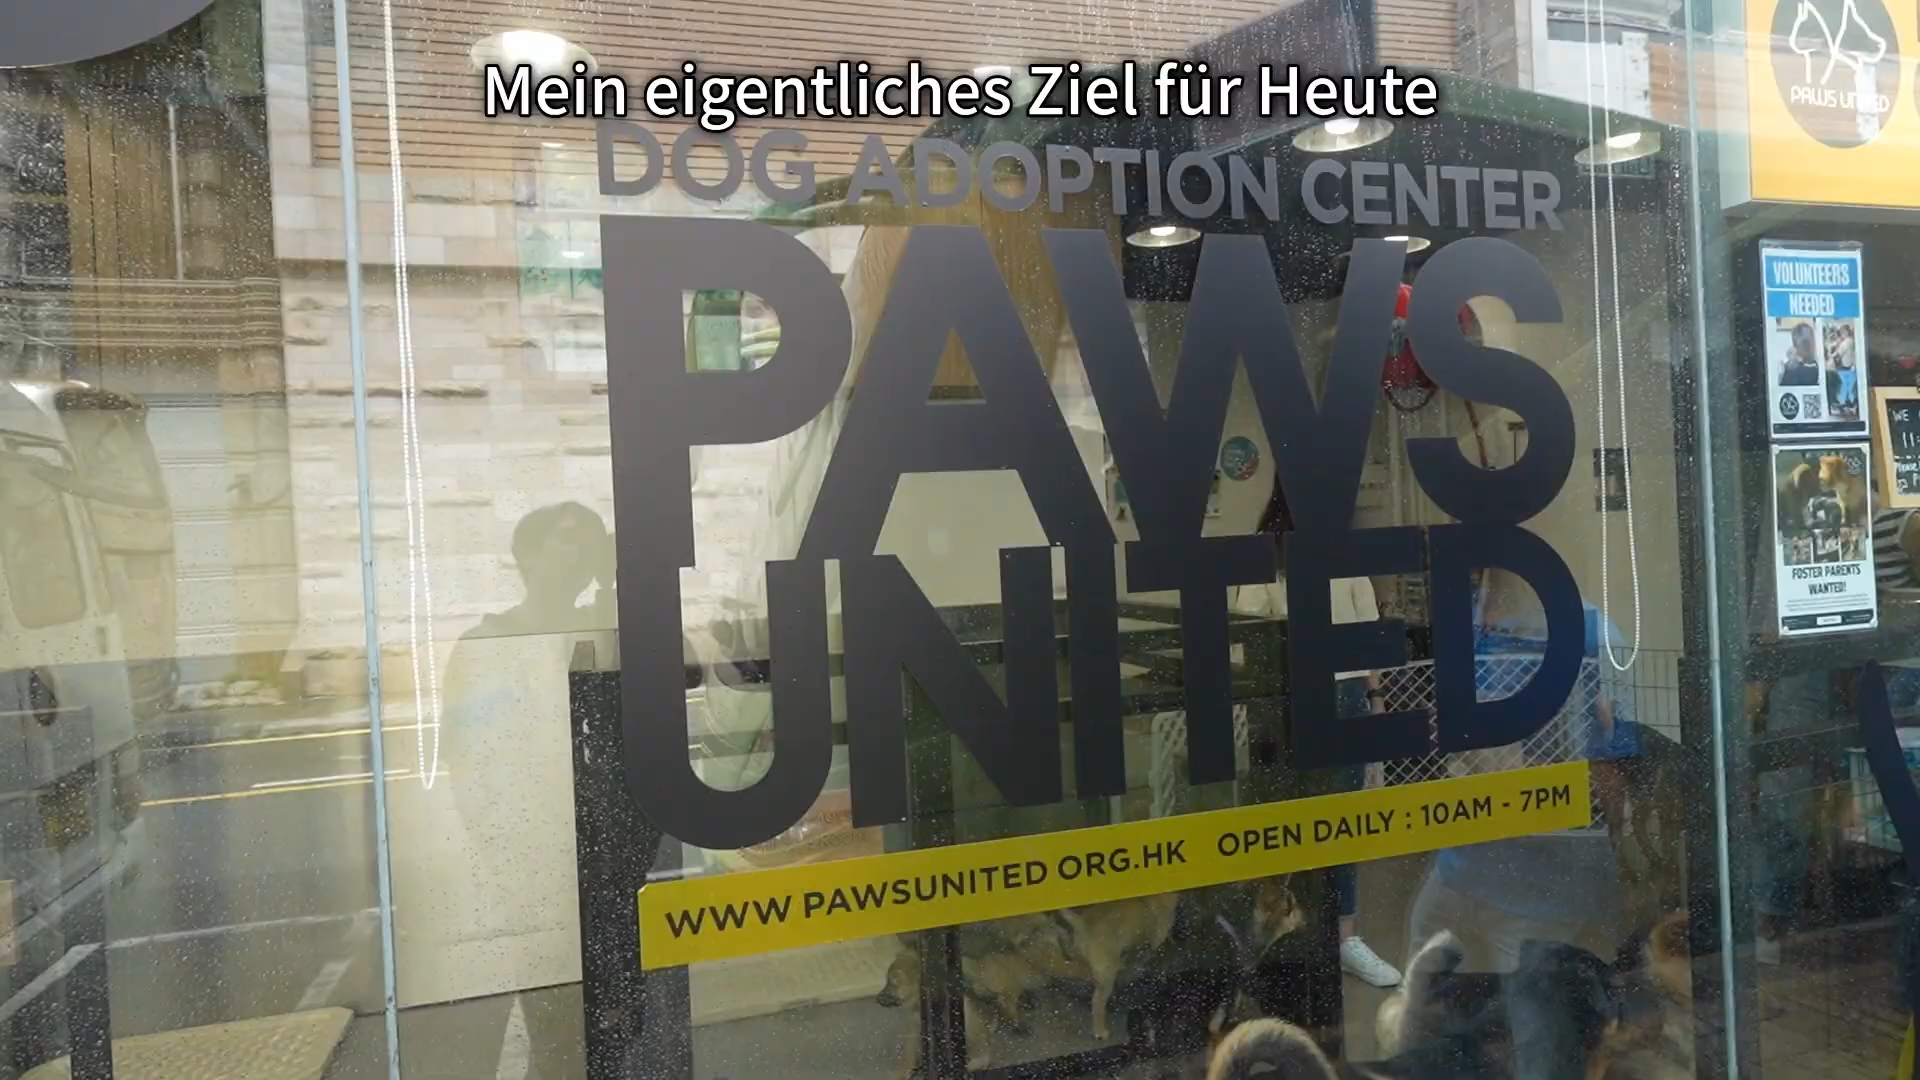 Mein eigentliches Ziel für Heute
DOG ADOPTION CENTER
PAWS
UNITED
WWW PAWSUNITED ORG.HK OPEN DAILY : 10AM - 7PM
PAWS UNITED
VOLUNTEERS
NEEDED
FOSTER PARENTS
WANTED!
WE